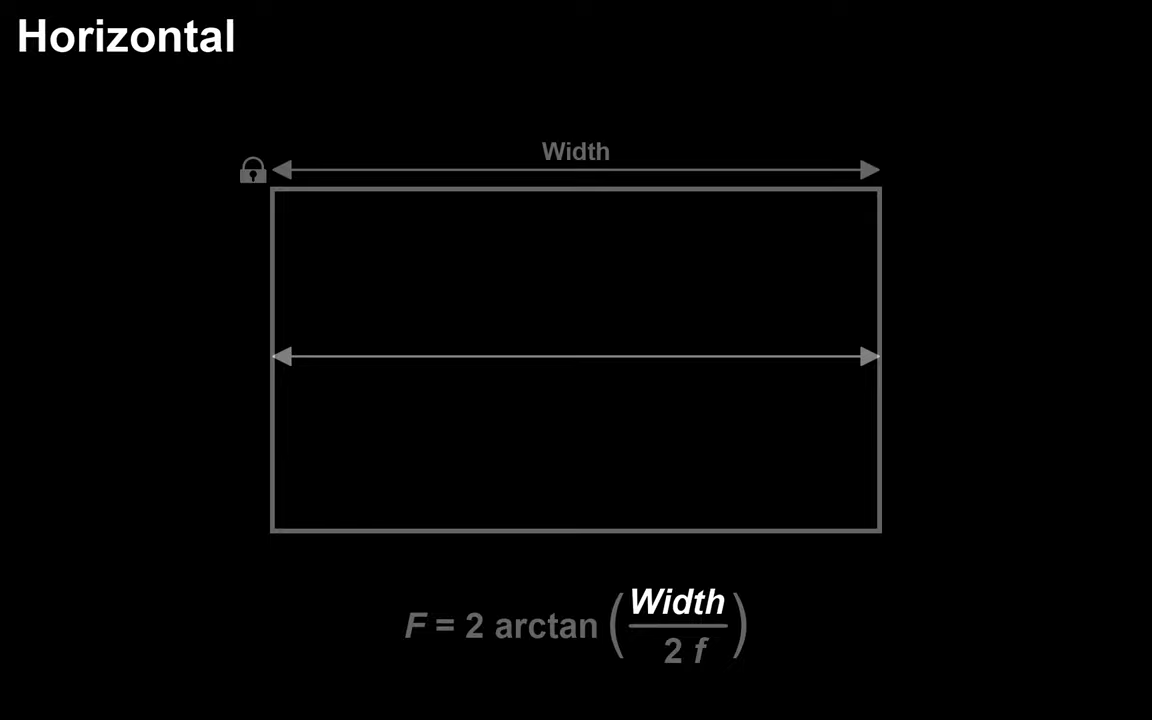 Horizontal
Width
F = 2 arctan (Width / 2 f)